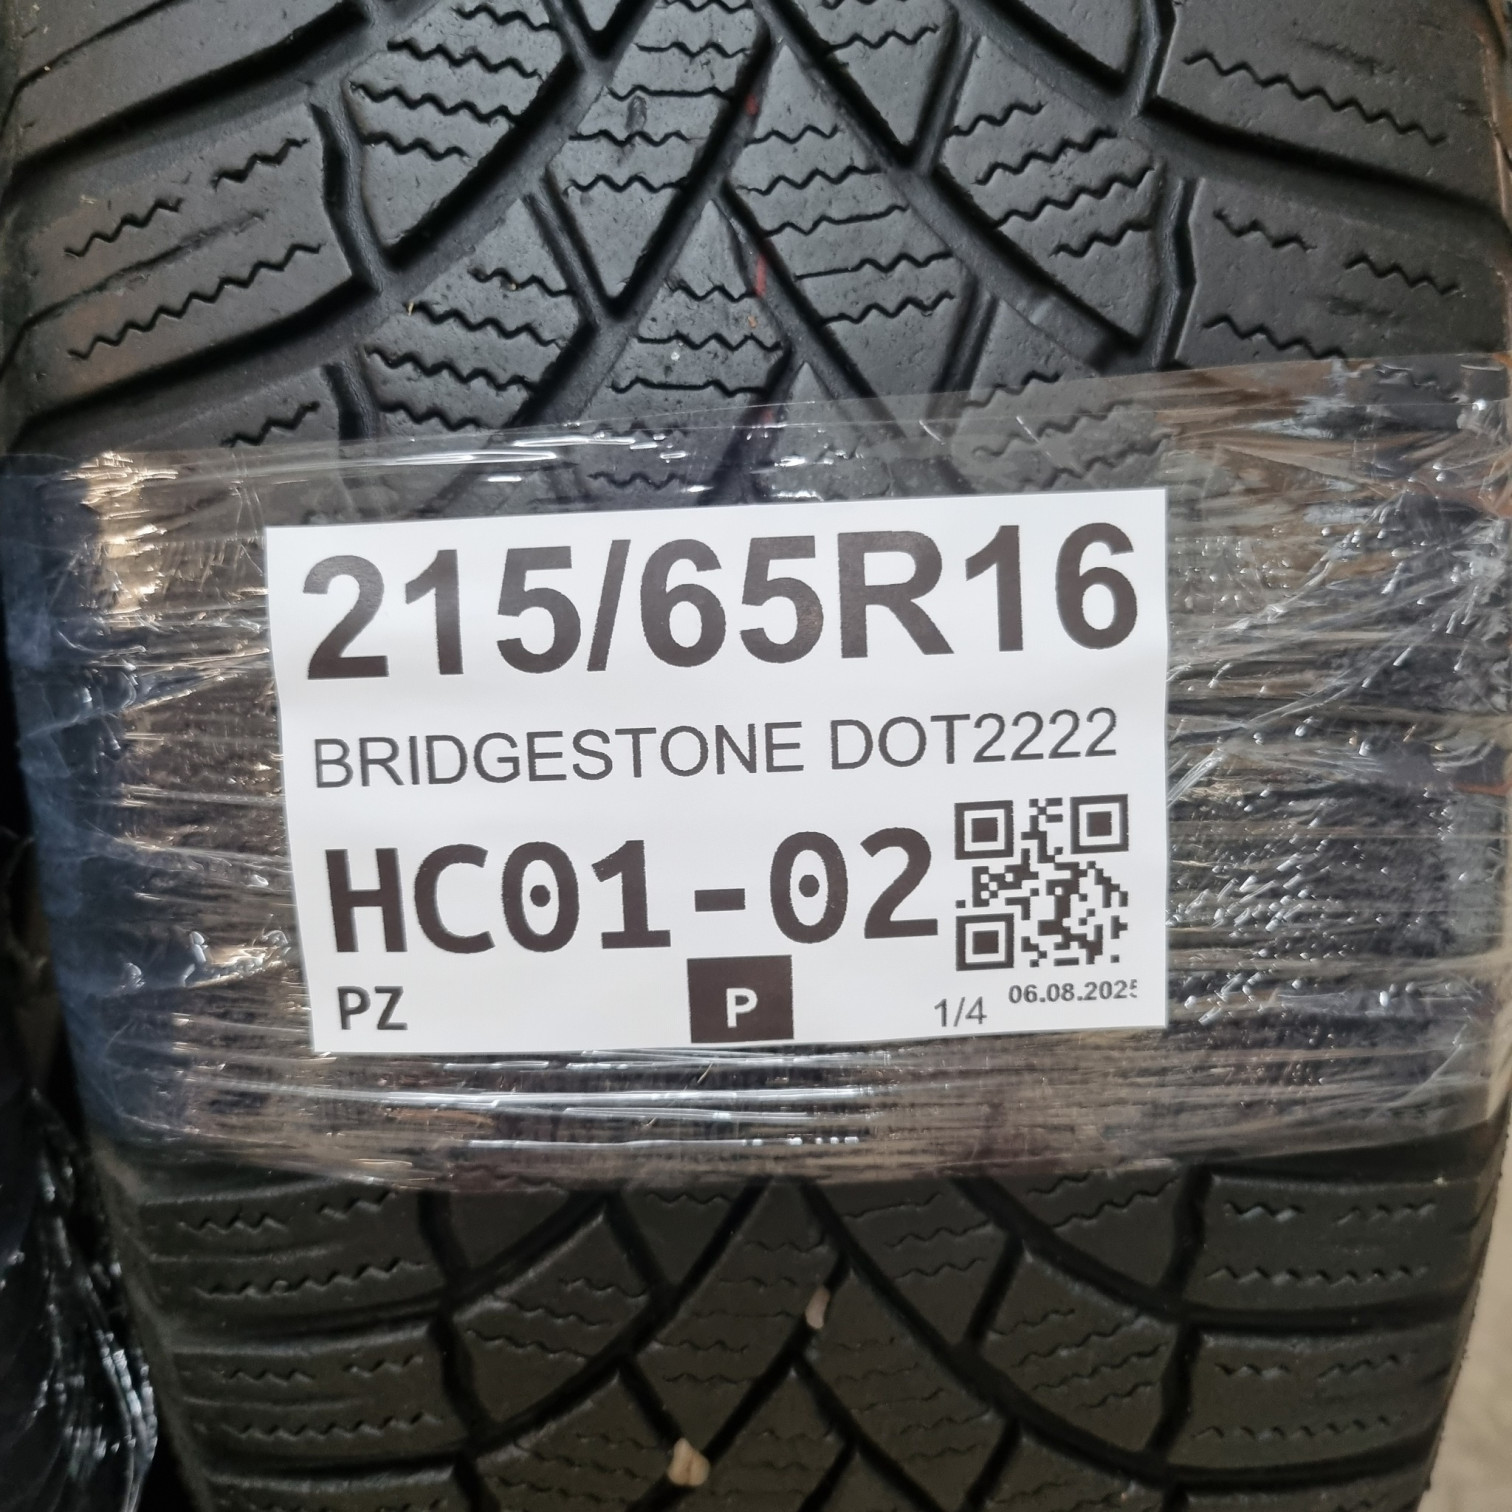 215/65R16
BRIDGESTONE DOT2222
HC01-02
PZ P 1/4 06.08.2025